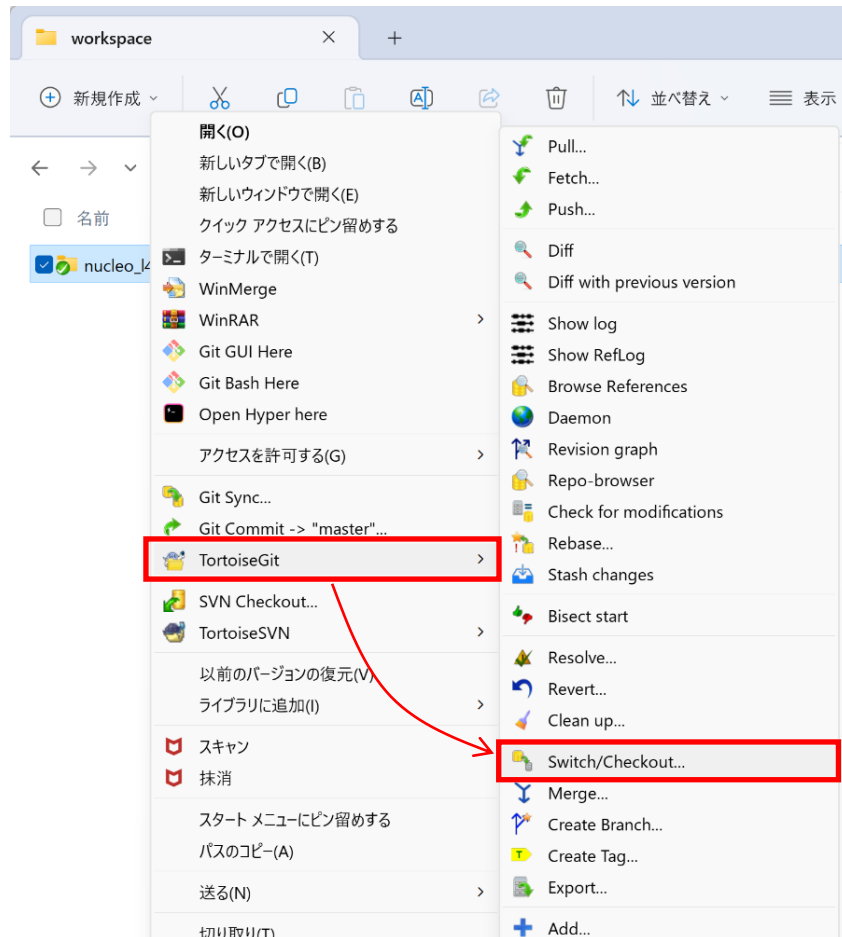 workspace
新規作成
並べ替え
表示
名前
nucleo_l4
開く(O)
新しいタブで開く(B)
新しいウィンドウで開く(E)
クイック アクセスにピン留めする
ターミナルで開く(T)
WinMerge
WinRAR
Git GUI Here
Git Bash Here
Open Hyper here
アクセスを許可する(G)
Git Sync...
Git Commit -> "master"...
TortoiseGit
SVN Checkout...
TortoiseSVN
以前のバージョンの復元(V)
ライブラリに追加(I)
スキャン
抹消
スタート メニューにピン留めする
パスのコピー(A)
送る(N)
切り取り(T)
Pull...
Fetch...
Push...
Diff
Diff with previous version
Show log
Show RefLog
Browse References
Daemon
Revision graph
Repo-browser
Check for modifications
Rebase...
Stash changes
Bisect start
Resolve...
Revert...
Clean up...
Switch/Checkout...
Merge...
Create Branch...
Create Tag...
Export...
Add...